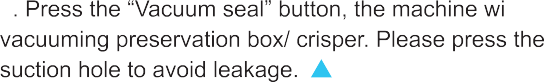 . Press the “Vacuum seal” button, the machine wi
vacuuming preservation box/ crisper. Please press the
suction hole to avoid leakage.